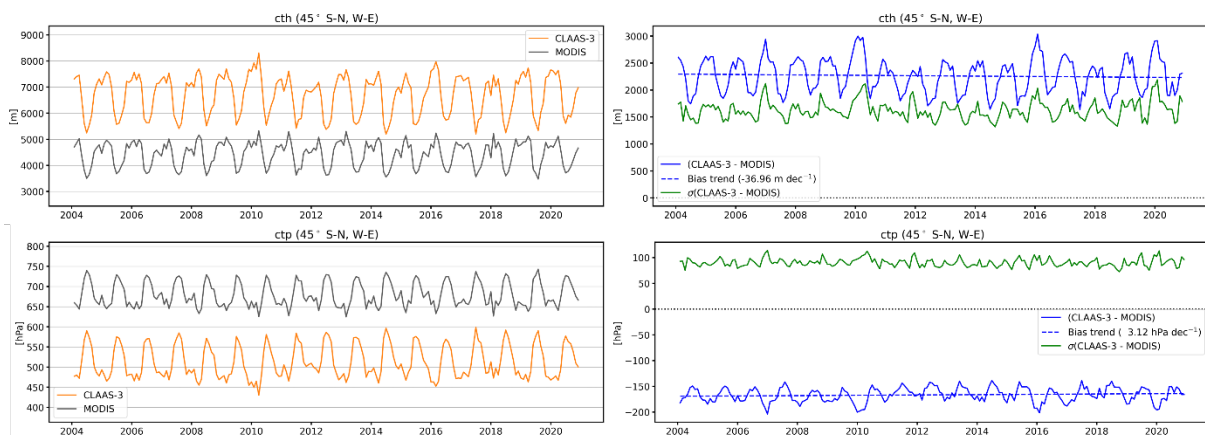 cth (45° S-N, W-E)
9000
8000
7000
6000
5000
4000
3000
[m]
CLAAS-3
MODIS
2004 2006 2008 2010 2012 2014 2016 2018 2020
cth (45° S-N, W-E)
3000
2500
2000
1500
1000
500
0
[m]
(CLAAS-3 - MODIS)
Bias trend (-36.96 m dec⁻¹)
σ(CLAAS-3 - MODIS)
2004 2006 2008 2010 2012 2014 2016 2018 2020
ctp (45° S-N, W-E)
800
750
700
650
600
550
500
450
400
[hPa]
CLAAS-3
MODIS
2004 2006 2008 2010 2012 2014 2016 2018 2020
ctp (45° S-N, W-E)
100
50
0
−50
−100
−150
−200
[hPa]
(CLAAS-3 - MODIS)
Bias trend ( 3.12 hPa dec⁻¹)
σ(CLAAS-3 - MODIS)
2004 2006 2008 2010 2012 2014 2016 2018 2020